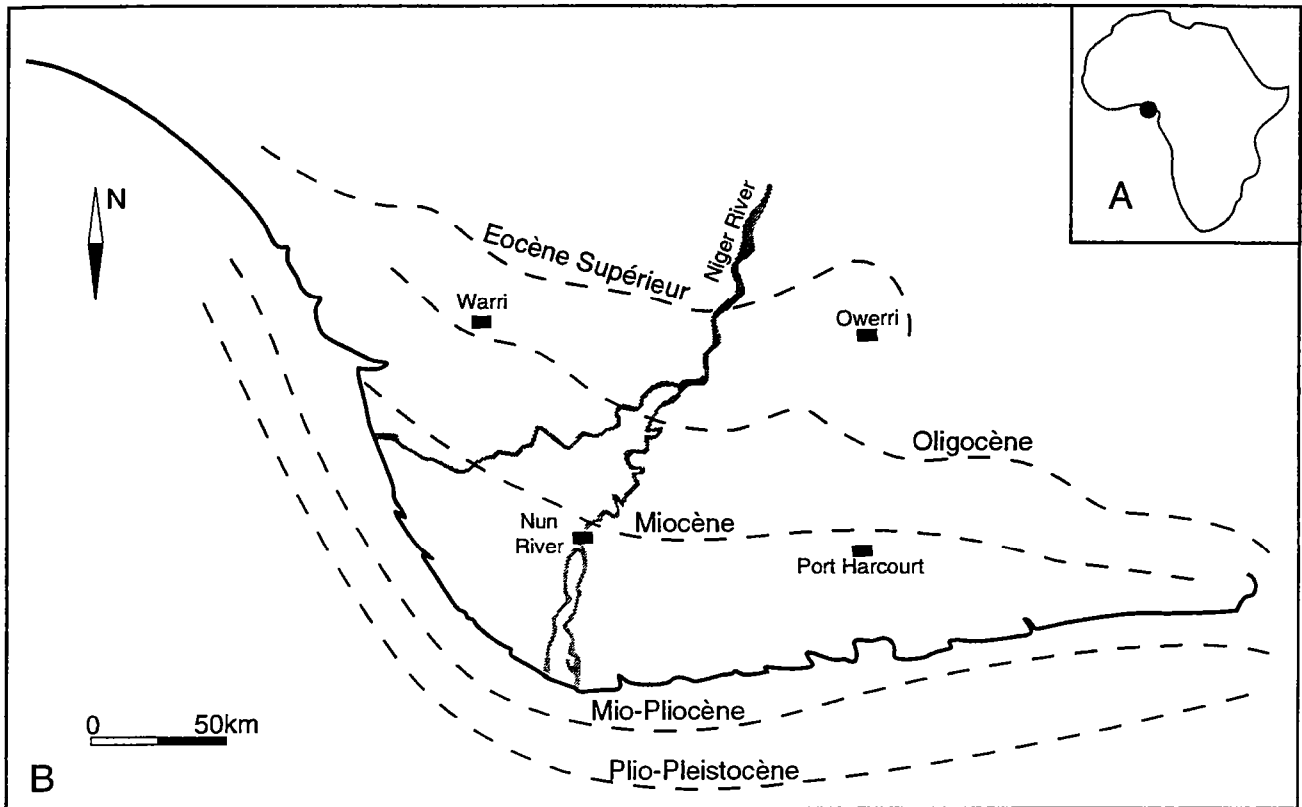 A
N
Niger River
Eocène Supérieur
Warri
Owerri
Oligocène
Nun
River
Miocène
Port Harcourt
Mio-Pliocène
0 50km
Plio-Pleistocène
B